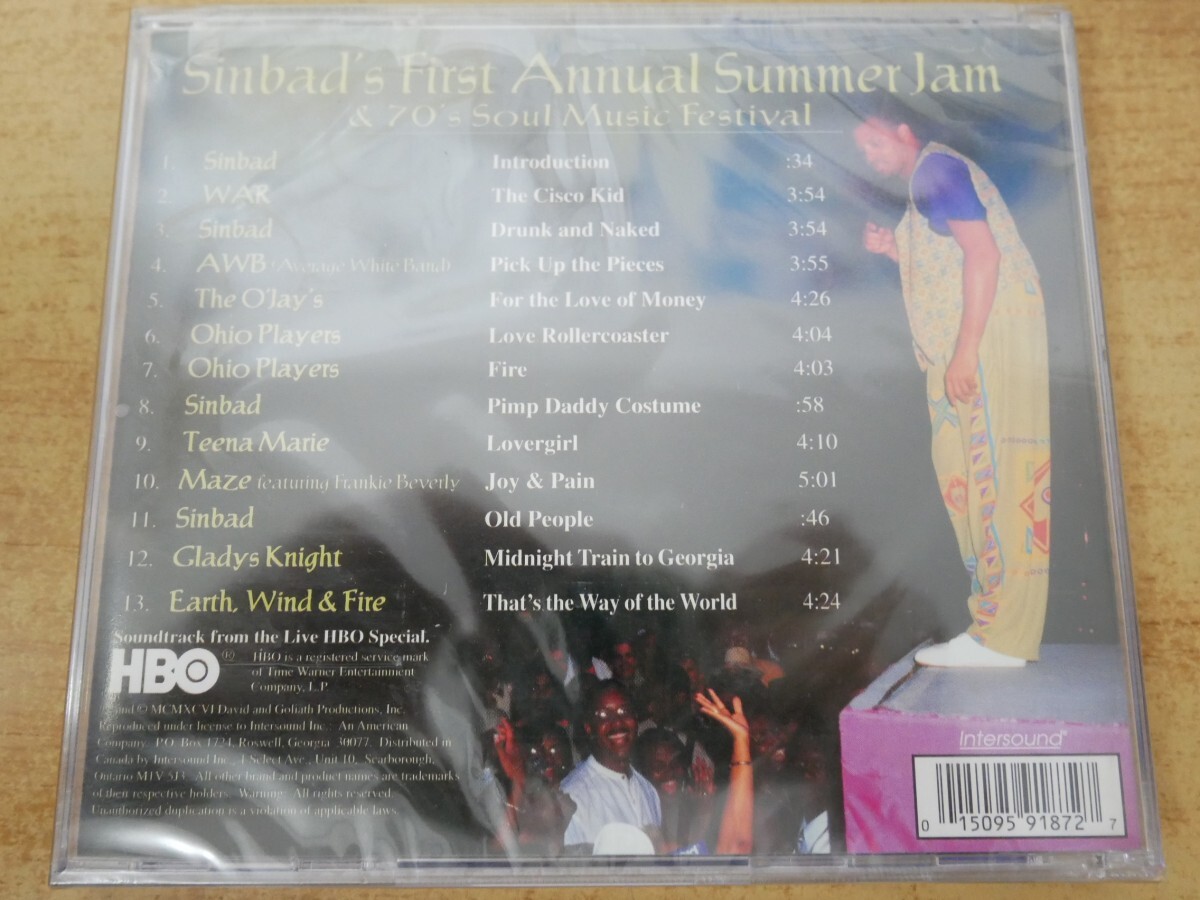 Sinbad's First Annual Summer Jam
& 70's Soul Music Festival
1. Sinbad Introduction :34
2. WAR The Cisco Kid 3:54
3. Sinbad Drunk and Naked 3:54
4. AWB (Average White Band) Pick Up the Pieces 3:55
5. The O'Jay's For the Love of Money 4:26
6. Ohio Players Love Rollercoaster 4:04
7. Ohio Players Fire 4:03
8. Sinbad Pimp Daddy Costume :58
9. Teena Marie Lovergirl 4:10
10. Maze featuring Frankie Beverly Joy & Pain 5:01
11. Sinbad Old People :46
12. Gladys Knight Midnight Train to Georgia 4:21
13. Earth, Wind & Fire That's the Way of the World 4:24
Soundtrack from the Live HBO Special.
HBO® HBO is a registered service mark
of Time Warner Entertainment
Company, L.P.
and © MCMXCVI David and Goliath Productions, Inc.
Reproduced under license to Intersound Inc. An American
Company. P.O. Box 1724, Roswell, Georgia 30077. Distributed in
Canada by Intersound Inc., 1 Select Ave., Unit 10, Scarborough,
Ontario M1V 5J3. All other brand and product names are trademarks
of their respective holders. Warning: All rights reserved.
Unauthorized duplication is a violation of applicable laws.
Intersound
0 15095 91872 7